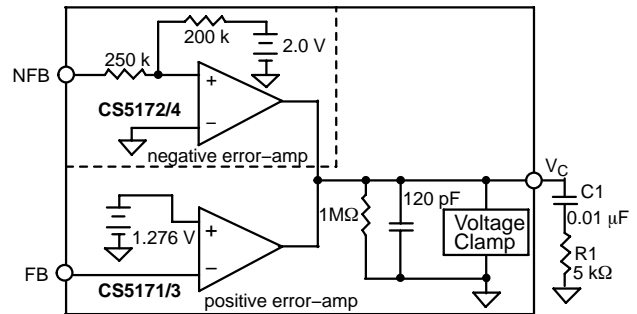 200 k
2.0 V
250 k
NFB
+
CS5172/4
−
negative error−amp
VC
C1
120 pF
0.01 µF
1MΩ
Voltage
Clamp
+
1.276 V
R1
−
5 kΩ
FB
CS5171/3
positive error−amp